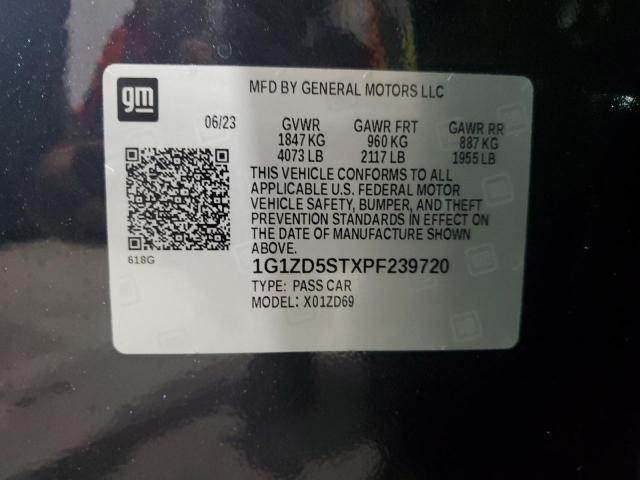 gm
MFD BY GENERAL MOTORS LLC
06/23 GVWR GAWR FRT GAWR RR
1847 KG 960 KG 887 KG
4073 LB 2117 LB 1955 LB
THIS VEHICLE CONFORMS TO ALL
APPLICABLE U.S. FEDERAL MOTOR
VEHICLE SAFETY, BUMPER, AND THEFT
PREVENTION STANDARDS IN EFFECT ON
THE DATE OF MANUFACTURE SHOWN
ABOVE.
618G
1G1ZD5STXPF239720
TYPE: PASS CAR
MODEL: X01ZD69